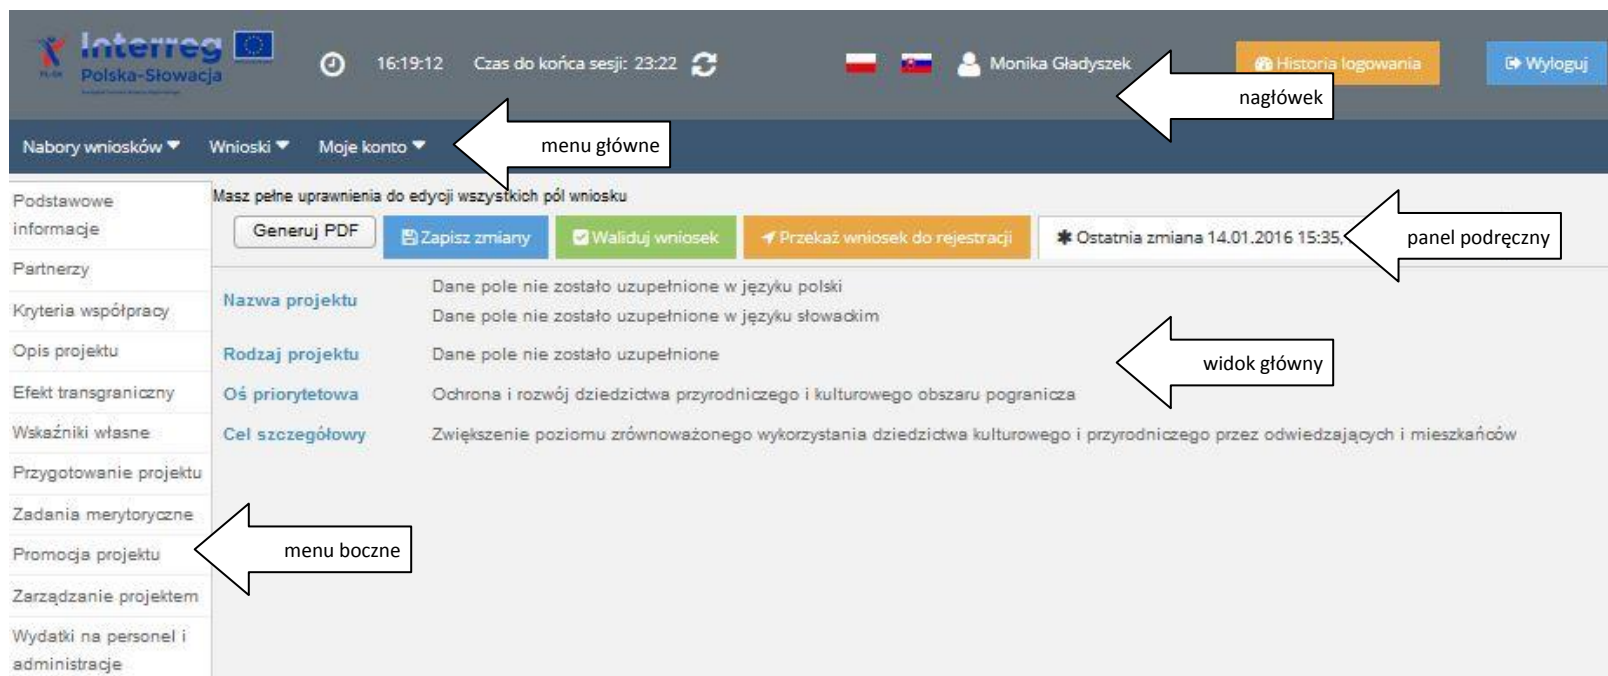 Interreg
Polska-Słowacja
16:19:12 Czas do końca sesji: 23:22 Monika Gładyszek Historia logowania Wyloguj
nagłówek
Nabory wniosków Wnioski Moje konto menu główne
Masz pełne uprawnienia do edycji wszystkich pól wniosku
Generuj PDF Zapisz zmiany Waliduj wniosek Przekaż wniosek do rejestracji Ostatnia zmiana 14.01.2016 15:35, panel podręczny
Podstawowe
informacje
Partnerzy
Kryteria współpracy
Opis projektu
Efekt transgraniczny
Wskaźniki własne
Przygotowanie projektu
Zadania merytoryczne
Promocja projektu
Zarządzanie projektem
Wydatki na personel i
administracje
menu boczne
Nazwa projektu Dane pole nie zostało uzupełnione w języku polski
Dane pole nie zostało uzupełnione w języku słowackim
Rodzaj projektu Dane pole nie zostało uzupełnione
widok główny
Oś priorytetowa Ochrona i rozwój dziedzictwa przyrodniczego i kulturowego obszaru pogranicza
Cel szczegółowy Zwiększenie poziomu zrównoważonego wykorzystania dziedzictwa kulturowego i przyrodniczego przez odwiedzających i mieszkańców